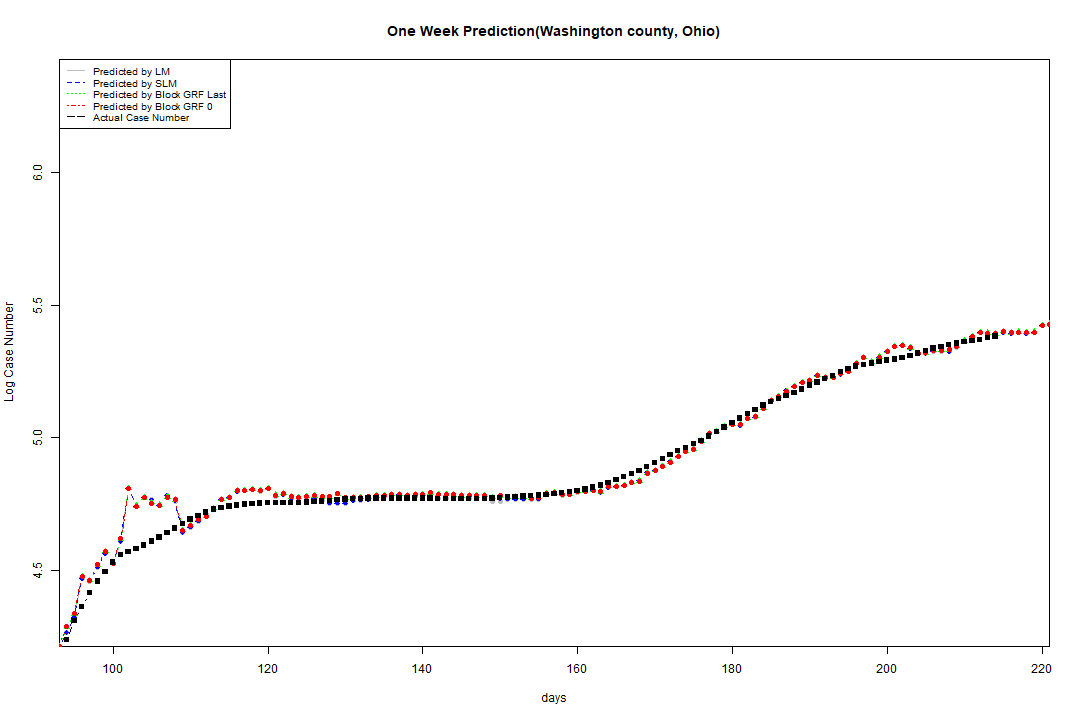 One Week Prediction(Washington county, Ohio)
Predicted by LM
Predicted by SLM
Predicted by Block GRF Last
Predicted by Block GRF 0
Actual Case Number
Log Case Number
6.0
5.5
5.0
4.5
100 120 140 160 180 200 220
days